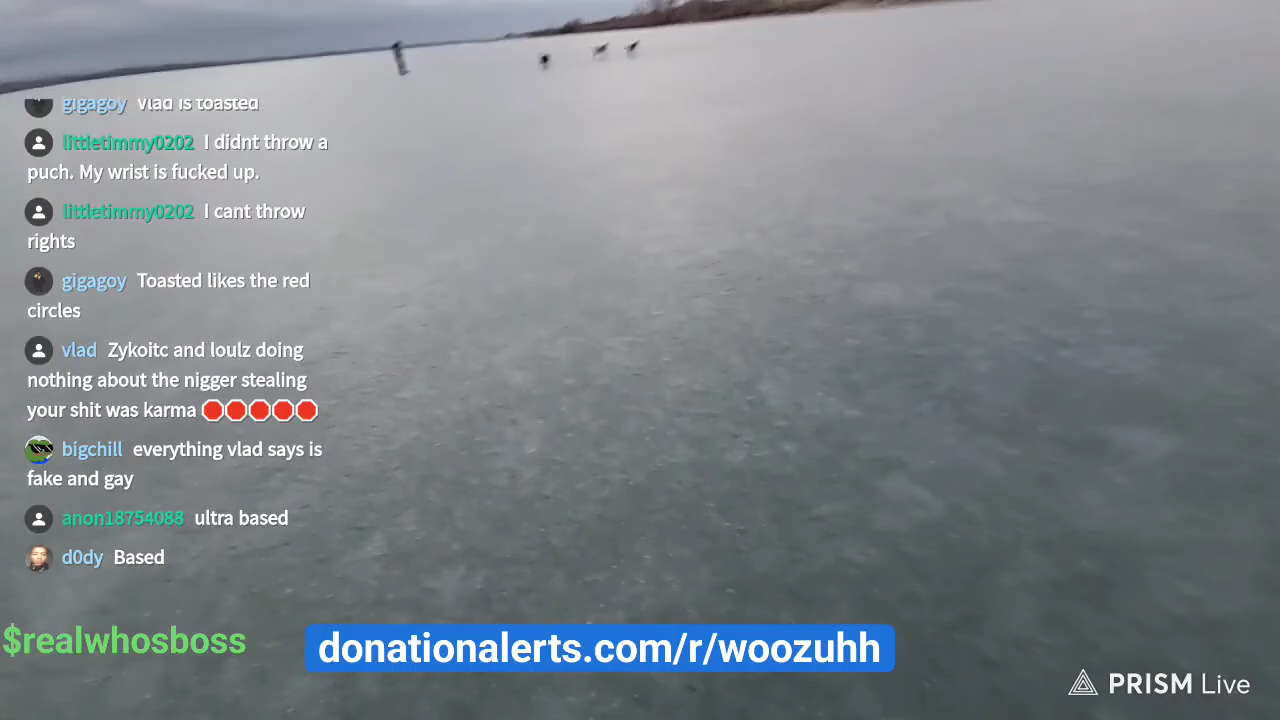 gigagoy Vlad is toasted
littletimmy0202 I didnt throw a
puch. My wrist is fucked up.
littletimmy0202 I cant throw
rights
gigagoy Toasted likes the red
circles
vlad Zykoitc and loulz doing
nothing about the nigger stealing
your shit was karma
bigchill everything vlad says is
fake and gay
anon18754088 ultra based
d0dy Based
$realwhosboss
donationalerts.com/r/woozuhh
PRISM Live